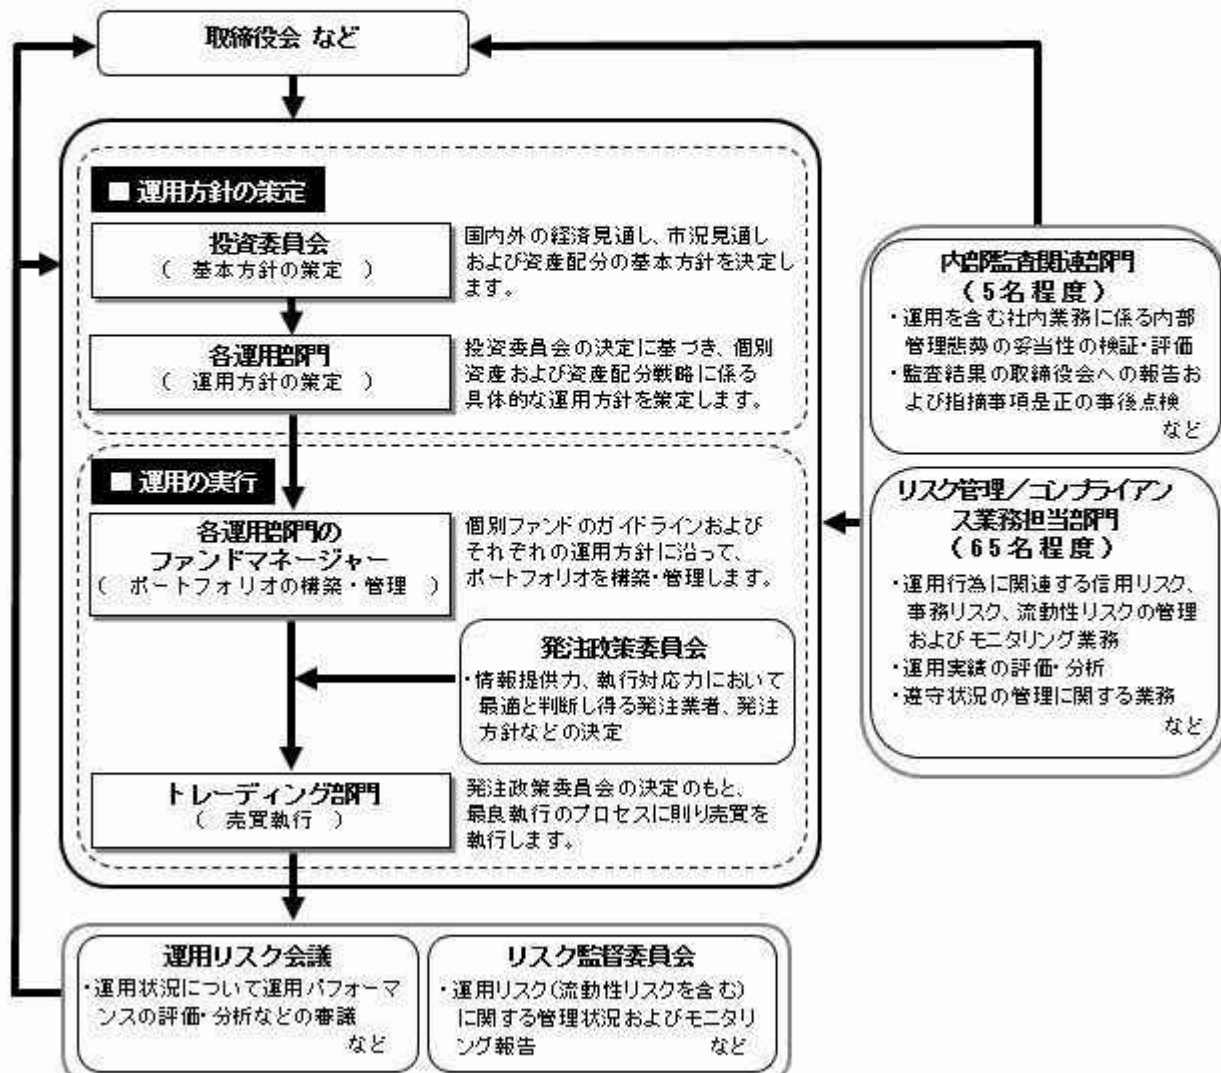 取締役会 など
■ 運用方針の策定
投資委員会
（ 基本方針の策定 ）
国内外の経済見通し、市況見通し
および資産配分の基本方針を決定し
ます。
各運用部門
（ 運用方針の策定 ）
投資委員会の決定に基づき、個別
資産および資産配分戦略に係る
具体的な運用方針を策定します。
■ 運用の実行
各運用部門の
ファンドマネージャー
（ ポートフォリオの構築・管理 ）
個別ファンドのガイドラインおよび
それぞれの運用方針に沿って、
ポートフォリオを構築・管理します。
発注政策委員会
・情報提供力、執行対応力において
最適と判断し得る発注業者、発注
方針などの決定
トレーディング部門
（ 売買執行 ）
発注政策委員会の決定のもと、
最良執行のプロセスに則り売買を
執行します。
運用リスク会議
・運用状況について運用パフォーマ
ンスの評価・分析などの審議
など
リスク監督委員会
・運用リスク（流動性リスクを含む）
に関する管理状況およびモニタリ
ング報告 など
内部監査関連部門
（５名程度）
・運用を含む社内業務に係る内部
管理態勢の妥当性の検証・評価
・監査結果の取締役会への報告お
よび指摘事項是正の事後点検
など
リスク管理／コンプライアン
ス業務担当部門
（６５名程度）
・運用行為に関連する信用リスク、
事務リスク、流動性リスクの管理
およびモニタリング業務
・運用実績の評価・分析
・遵守状況の管理に関する業務
など